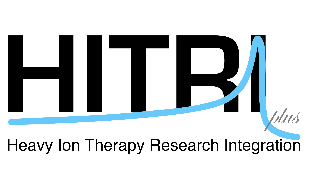 HITRI
plus
Heavy Ion Therapy Research Integration